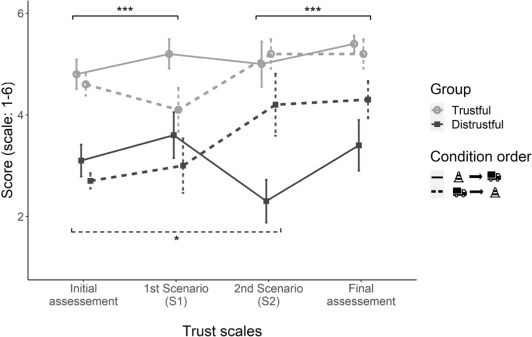 ***
***
6
4
2
*
Score (scale: 1-6)
Initial assessement
1st Scenario (S1)
2nd Scenario (S2)
Final assessement
Trust scales
Group
Trustful
Distrustful
Condition order